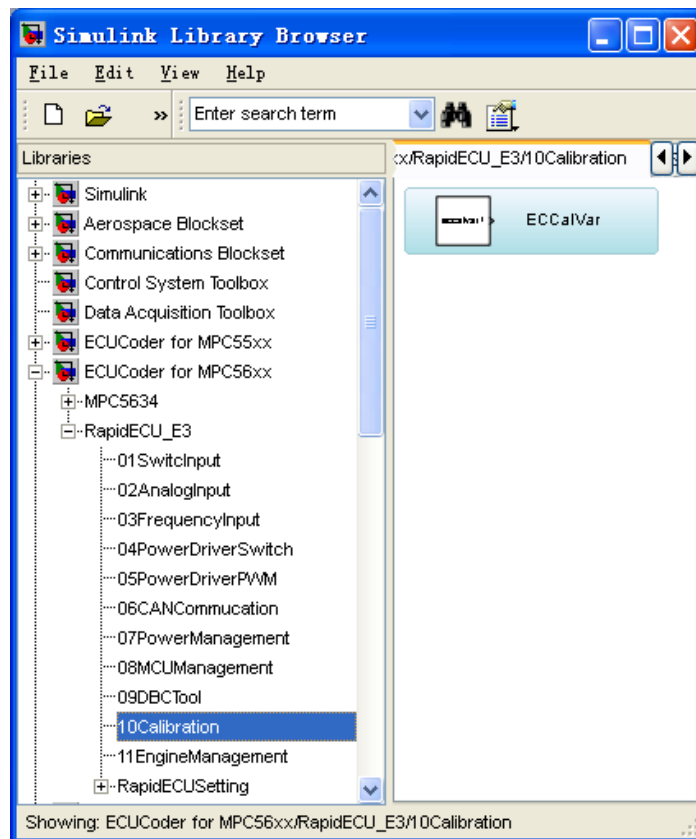 Simulink Library Browser
File Edit View Help
» Enter search term
Libraries
:x/RapidECU_E3/10Calibration
Simulink
Aerospace Blockset
Communications Blockset
Control System Toolbox
Data Acquisition Toolbox
ECUCoder for MPC55xx
ECUCoder for MPC56xx
MPC5634
RapidECU_E3
01SwitcInput
02AnalogInput
03FrequencyInput
04PowerDriverSwitch
05PowerDriverPWM
06CANCommucation
07PowerManagement
08MCUManagement
09DBCTool
10Calibration
11EngineManagement
RapidECUSetting
ECCalVar
Showing: ECUCoder for MPC56xx/RapidECU_E3/10Calibration